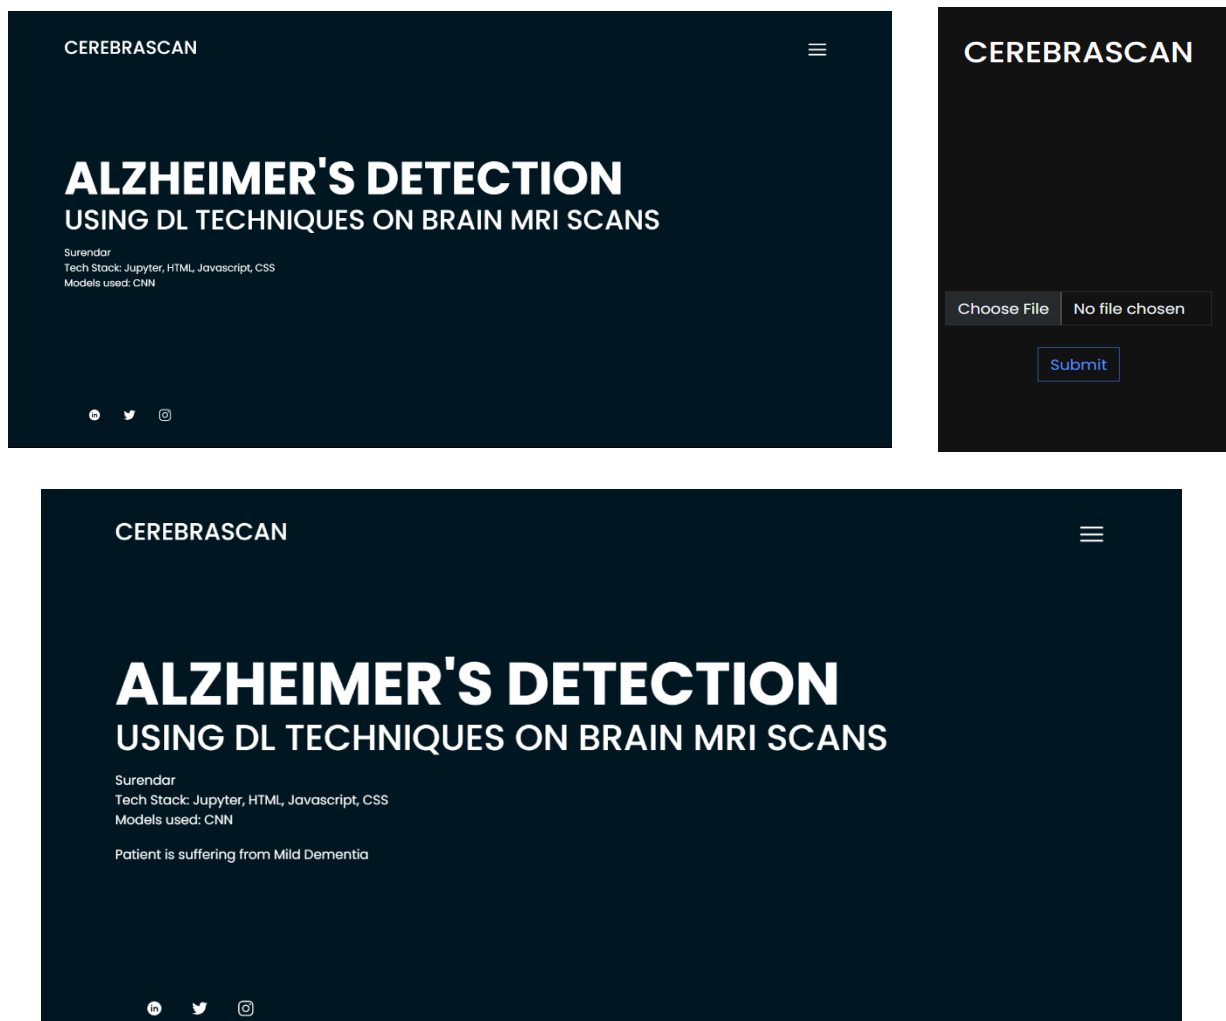 CEREBRASCAN
ALZHEIMER'S DETECTION
USING DL TECHNIQUES ON BRAIN MRI SCANS
Surendar
Tech Stack: Jupyter, HTML, Javascript, CSS
Models used: CNN
CEREBRASCAN
Choose File No file chosen
Submit
CEREBRASCAN
ALZHEIMER'S DETECTION
USING DL TECHNIQUES ON BRAIN MRI SCANS
Surendar
Tech Stack: Jupyter, HTML, Javascript, CSS
Models used: CNN
Patient is suffering from Mild Dementia